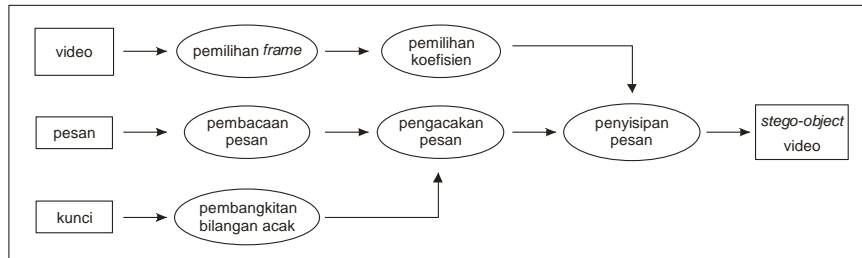 video
pemilihan frame
pemilihan
koefisien
pesan
pembacaan
pesan
pengacakan
pesan
penyisipan
pesan
stego-object
video
kunci
pembangkitan
bilangan acak